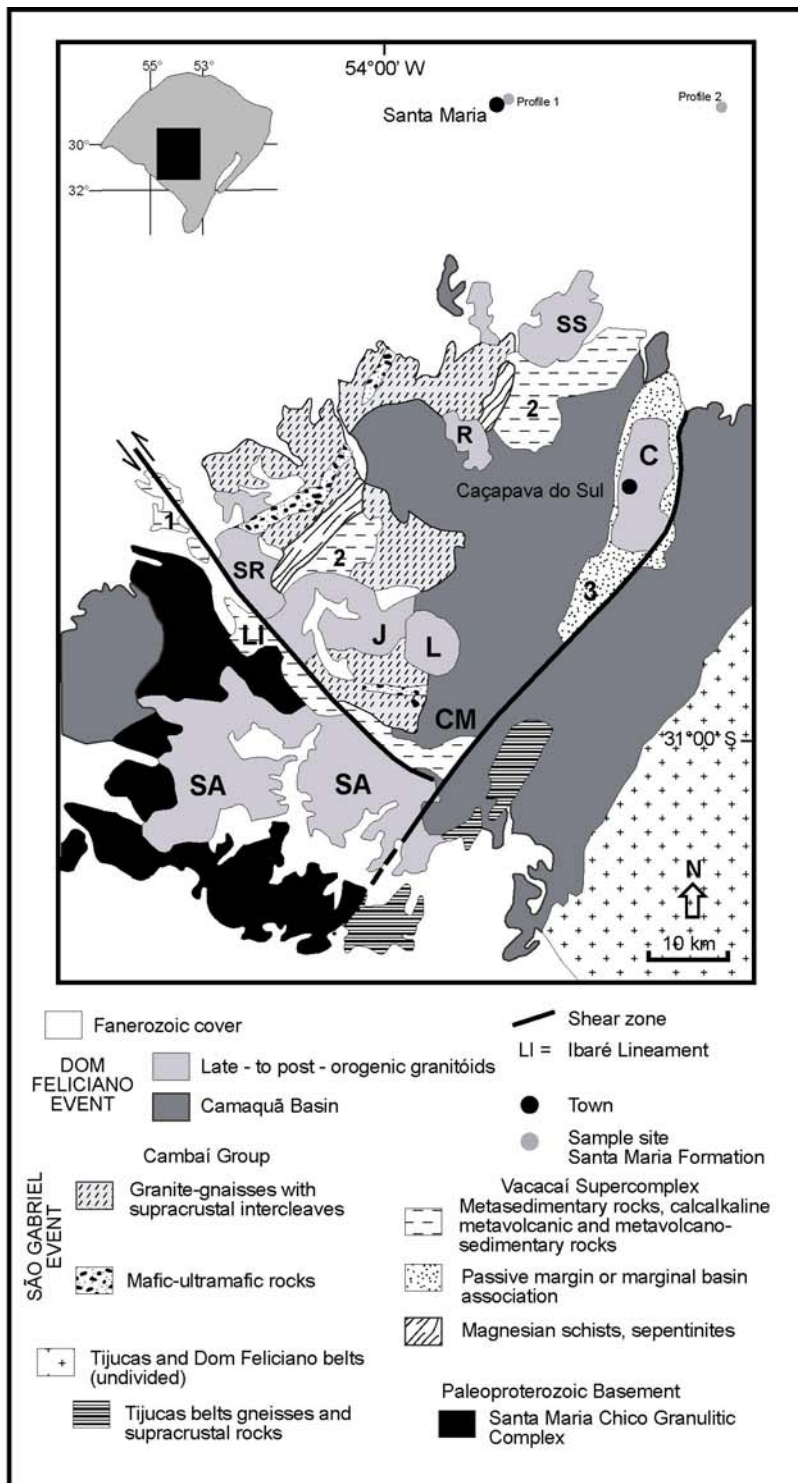 54°00' W
55° 53°
30°
32°
Santa Maria
Profile 1
Profile 2
SS
2
R
C
Caçapava do Sul
1
SR
2
3
LI
J
L
CM
31°00' S
SA
SA
N
10 km
Fanerozoic cover
DOM
FELICIANO
EVENT
Late - to post - orogenic granitóids
Camaquã Basin
Shear zone
LI = Ibaré Lineament
Town
Sample site
Santa Maria Formation
SÃO GABRIEL
EVENT
Cambaí Group
Granite-gnaisses with
supracrustal intercleaves
Mafic-ultramafic rocks
Vacacaí Supercomplex
Metasedimentary rocks, calcalkaline
metavolcanic and metavolcano-
sedimentary rocks
Passive margin or marginal basin
association
Magnesian schists, sepentinites
Tijucas and Dom Feliciano belts
(undivided)
Tijucas belts gneisses and
supracrustal rocks
Paleoproterozoic Basement
Santa Maria Chico Granulitic
Complex